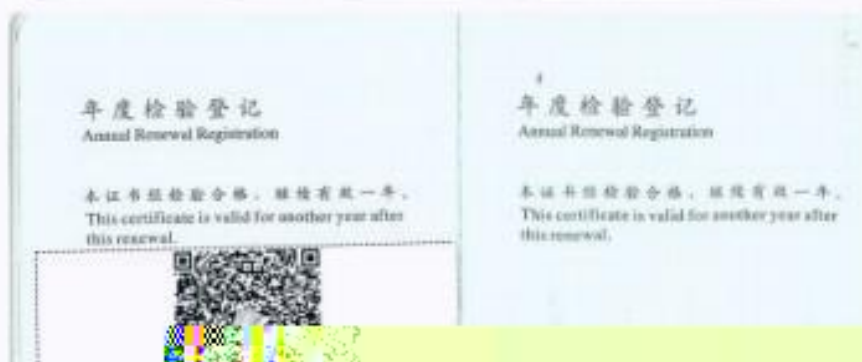 年度检验登记
Annual Renewal Registration
本证书经检验合格，继续有效一年。
This certificate is valid for another year after
this renewal.
年度检验登记
Annual Renewal Registration
本证书经检验合格，继续有效一年。
This certificate is valid for another year after
this renewal.